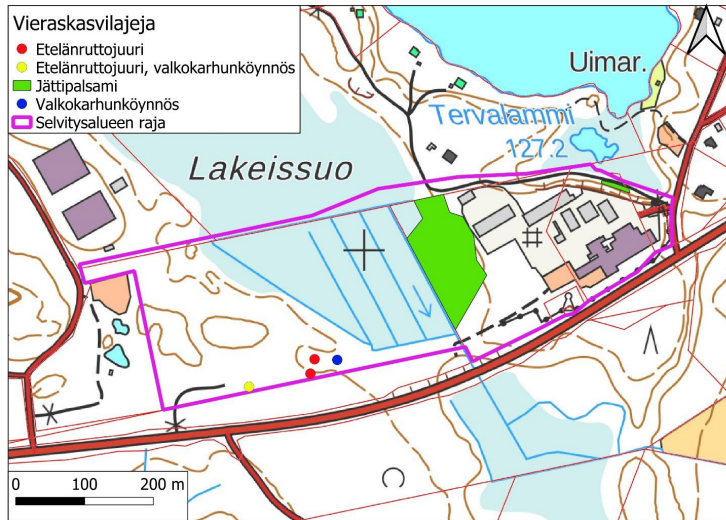 Vieraskasvilajeja
Etelänruttojuuri
Etelänruttojuuri, valkokarhunköynnös
Jättipalsami
Valkokarhunköynnös
Selvitysalueen raja
Uimar.
Tervalammi
127.2
Lakeissuo
0 100 200 m